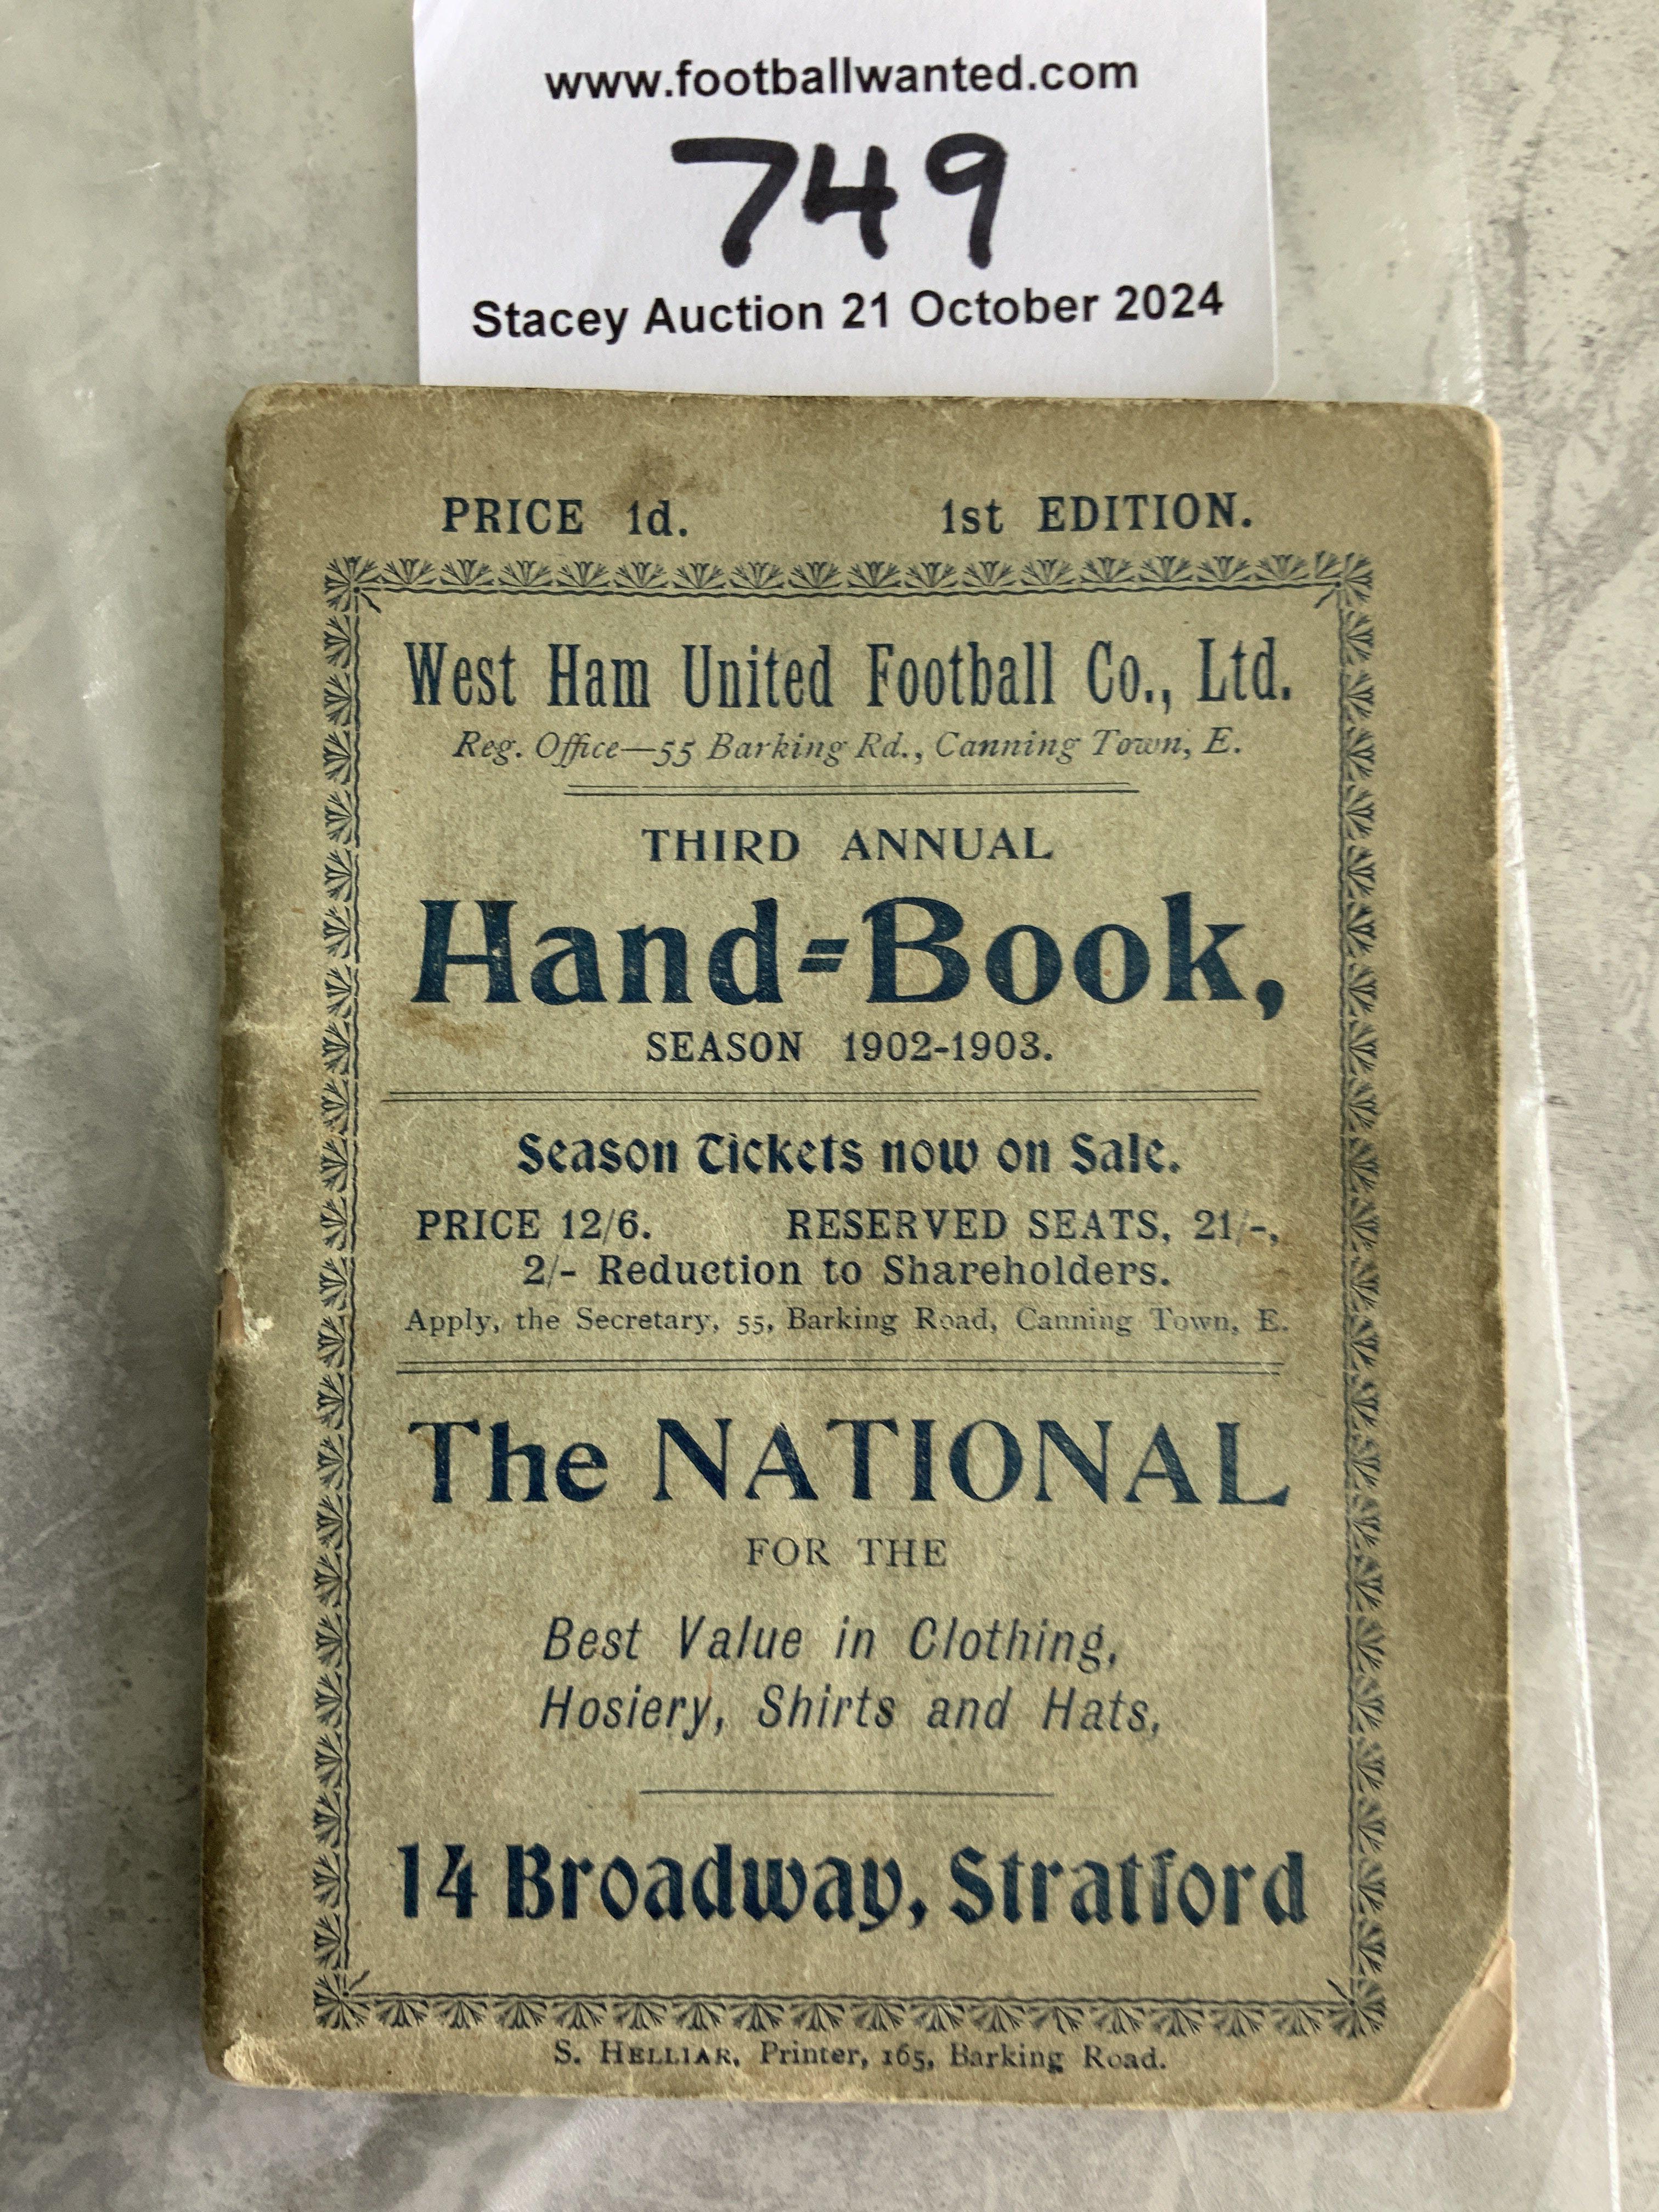 www.footballwanted.com
749
Stacey Auction 21 October 2024
PRICE 1d. 1st EDITION.
West Ham United Football Co., Ltd.
Reg. Office—55 Barking Rd., Canning Town, E.
THIRD ANNUAL
Hand=Book,
SEASON 1902-1903.
Season Tickets now on Sale.
PRICE 12/6. RESERVED SEATS, 21/-,
2/- Reduction to Shareholders.
Apply, the Secretary, 55, Barking Road, Canning Town, E.
The NATIONAL
FOR THE
Best Value in Clothing,
Hosiery, Shirts and Hats,
14 Broadway, Stratford
S. HELLIAR, Printer, 165, Barking Road.